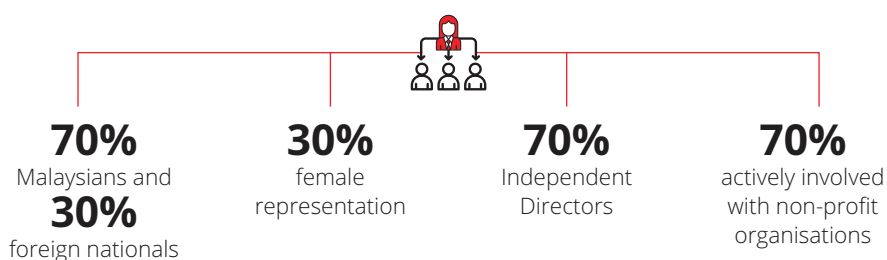 70%
Malaysians and
30%
foreign nationals
30%
female
representation
70%
Independent
Directors
70%
actively involved
with non-profit
organisations